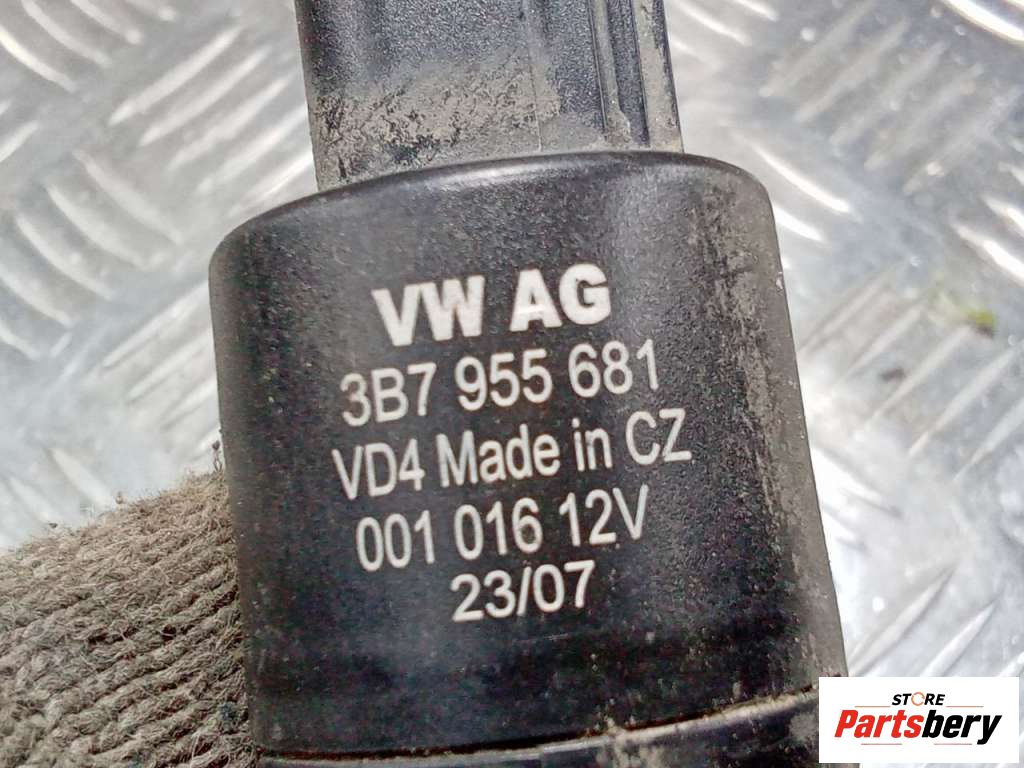 VW AG
3B7 955 681
VD4 Made in CZ
001 016 12V
23/07
STORE
Partsbery